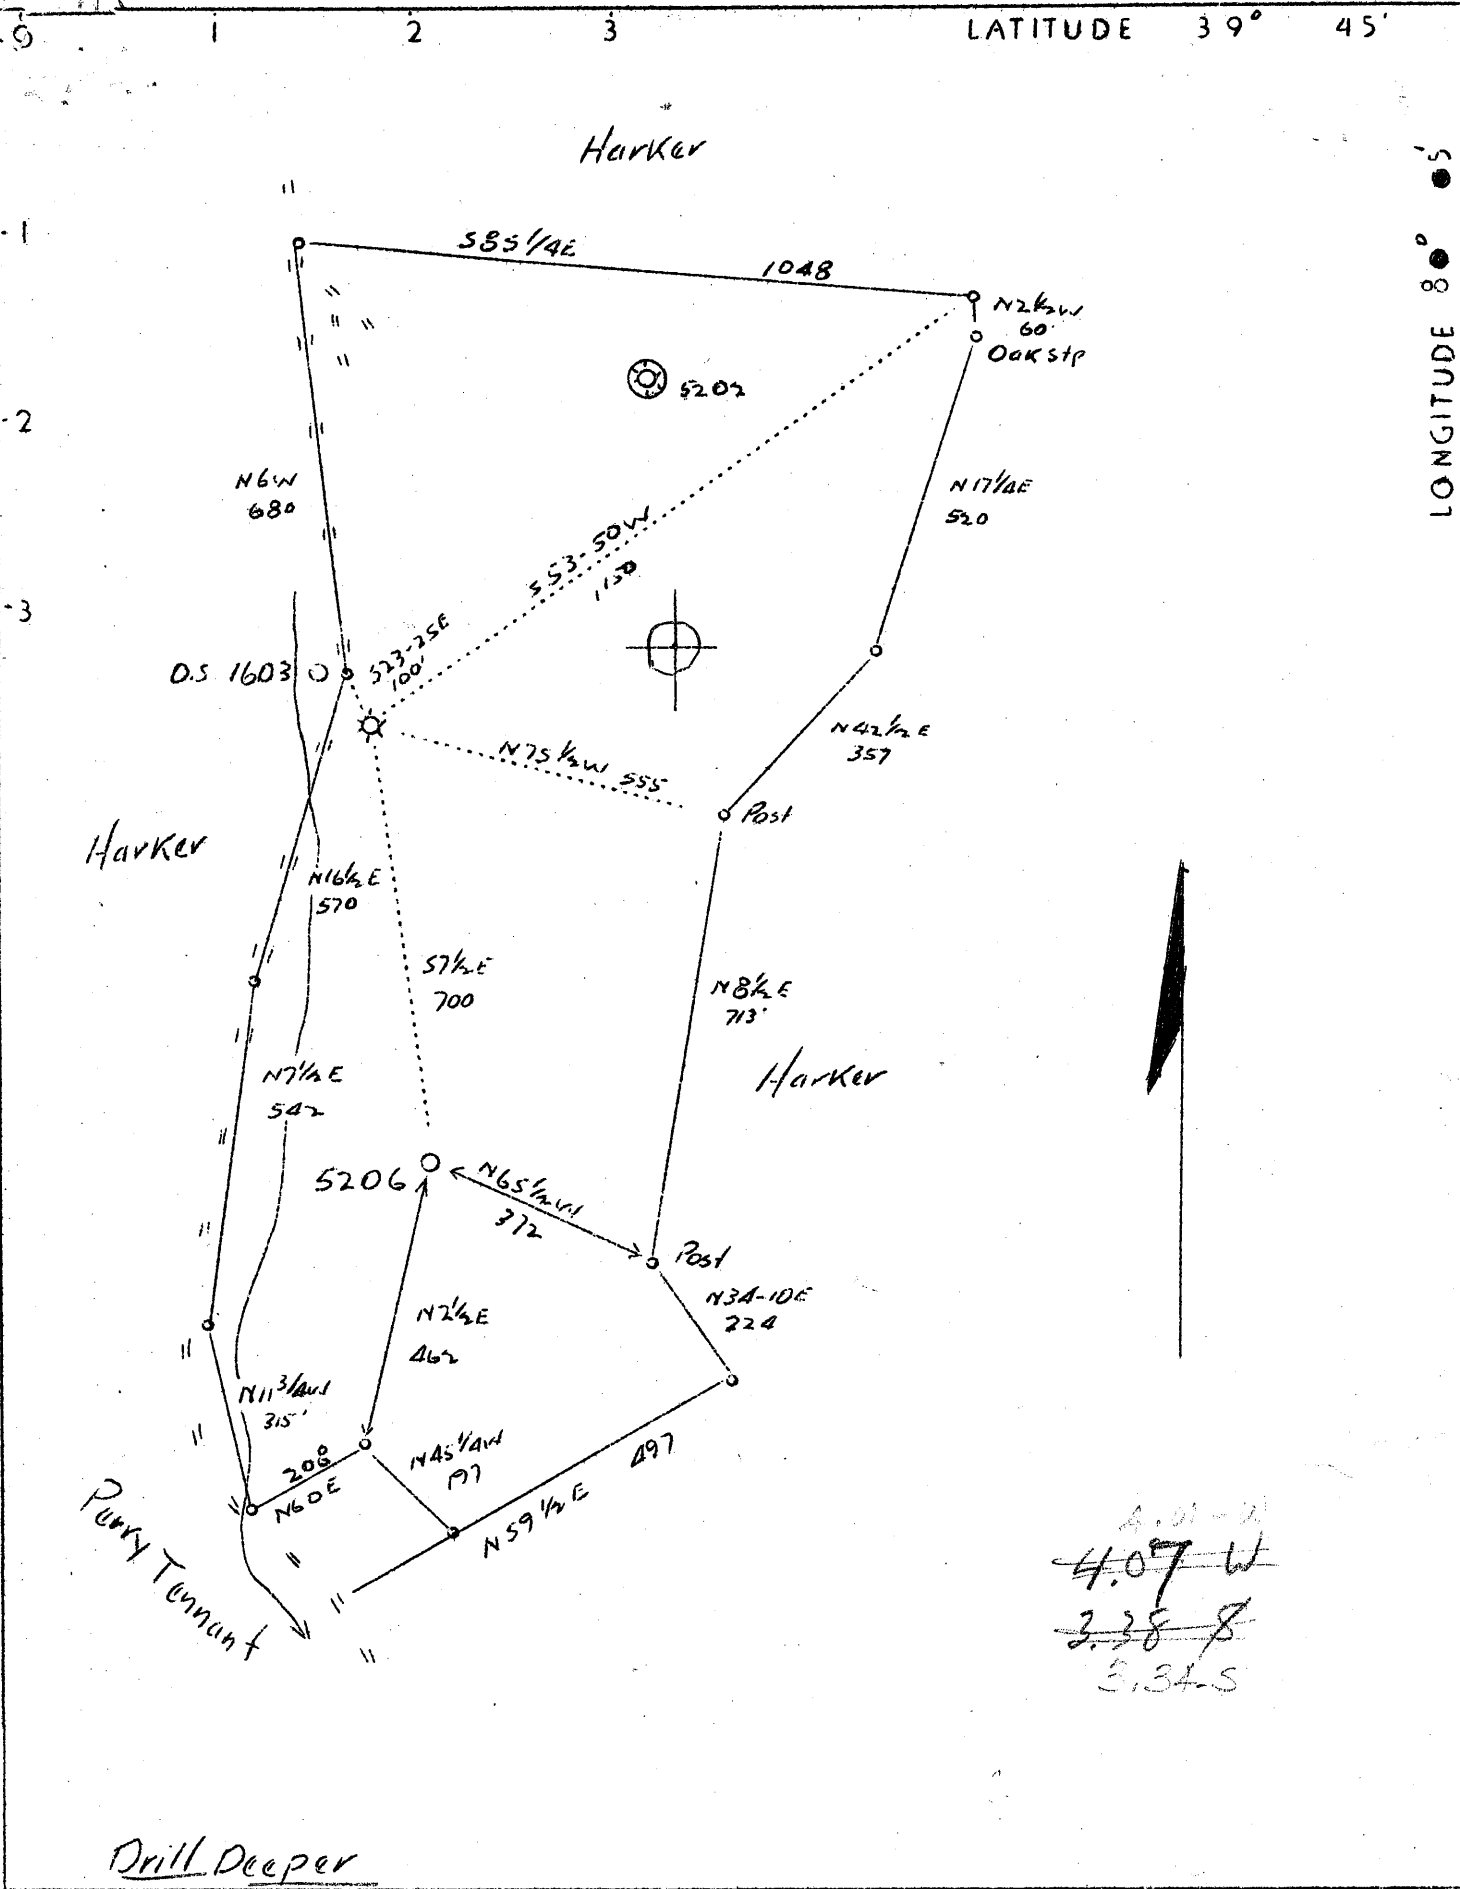 0 1 2 3 LATITUDE 39° 45'
LONGITUDE 80° 05'
Harker
-1
-2
-3
S85 1/4E
1048
N2 1/2W
60'
Oak Stp
5202
N6W
680
N17 1/4E
520
S53-50W
1150
O.S 1603
S23-25E
100'
N42 1/2E
357
N75 1/2W 555
Post
Harker
N16 1/2E
570
S7 1/2E
700
N8 1/2E
713'
Harker
N7 1/2E
542
5206
N65 1/2W
372
Post
N34-10E
224
N2 1/2E
462
N11 3/4W
315'
208
N60E
N45 1/4W
197
497
N59 1/2E
Perry Tennant
4.07 W
3.38 S
3.34-S
Drill Deeper